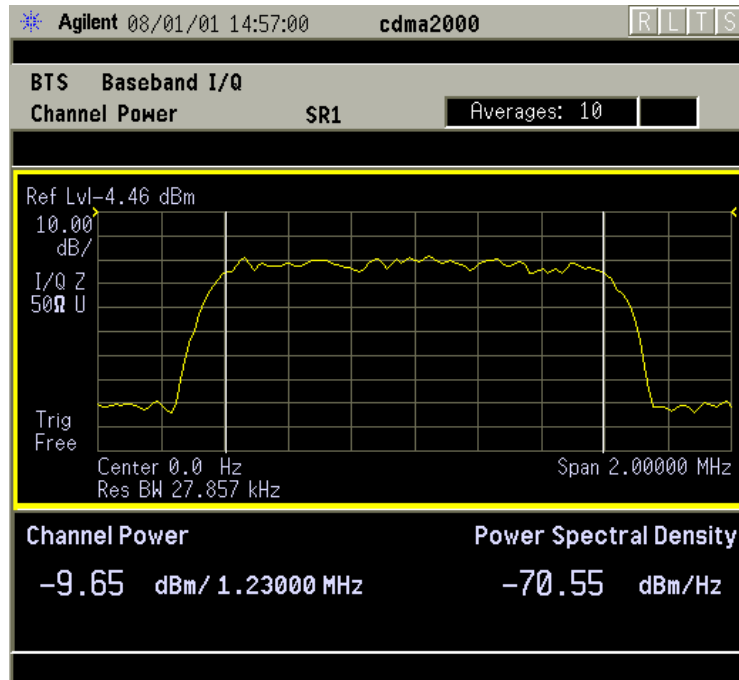 Agilent 08/01/01 14:57:00 cdma2000 R L T S
BTS Baseband I/Q
Channel Power SR1 Averages: 10
Ref Lvl-4.46 dBm
10.00
dB/
I/Q Z
50Ω U
Trig
Free
Center 0.0 Hz Span 2.00000 MHz
Res BW 27.857 kHz
Channel Power Power Spectral Density
-9.65 dBm/ 1.23000 MHz -70.55 dBm/Hz